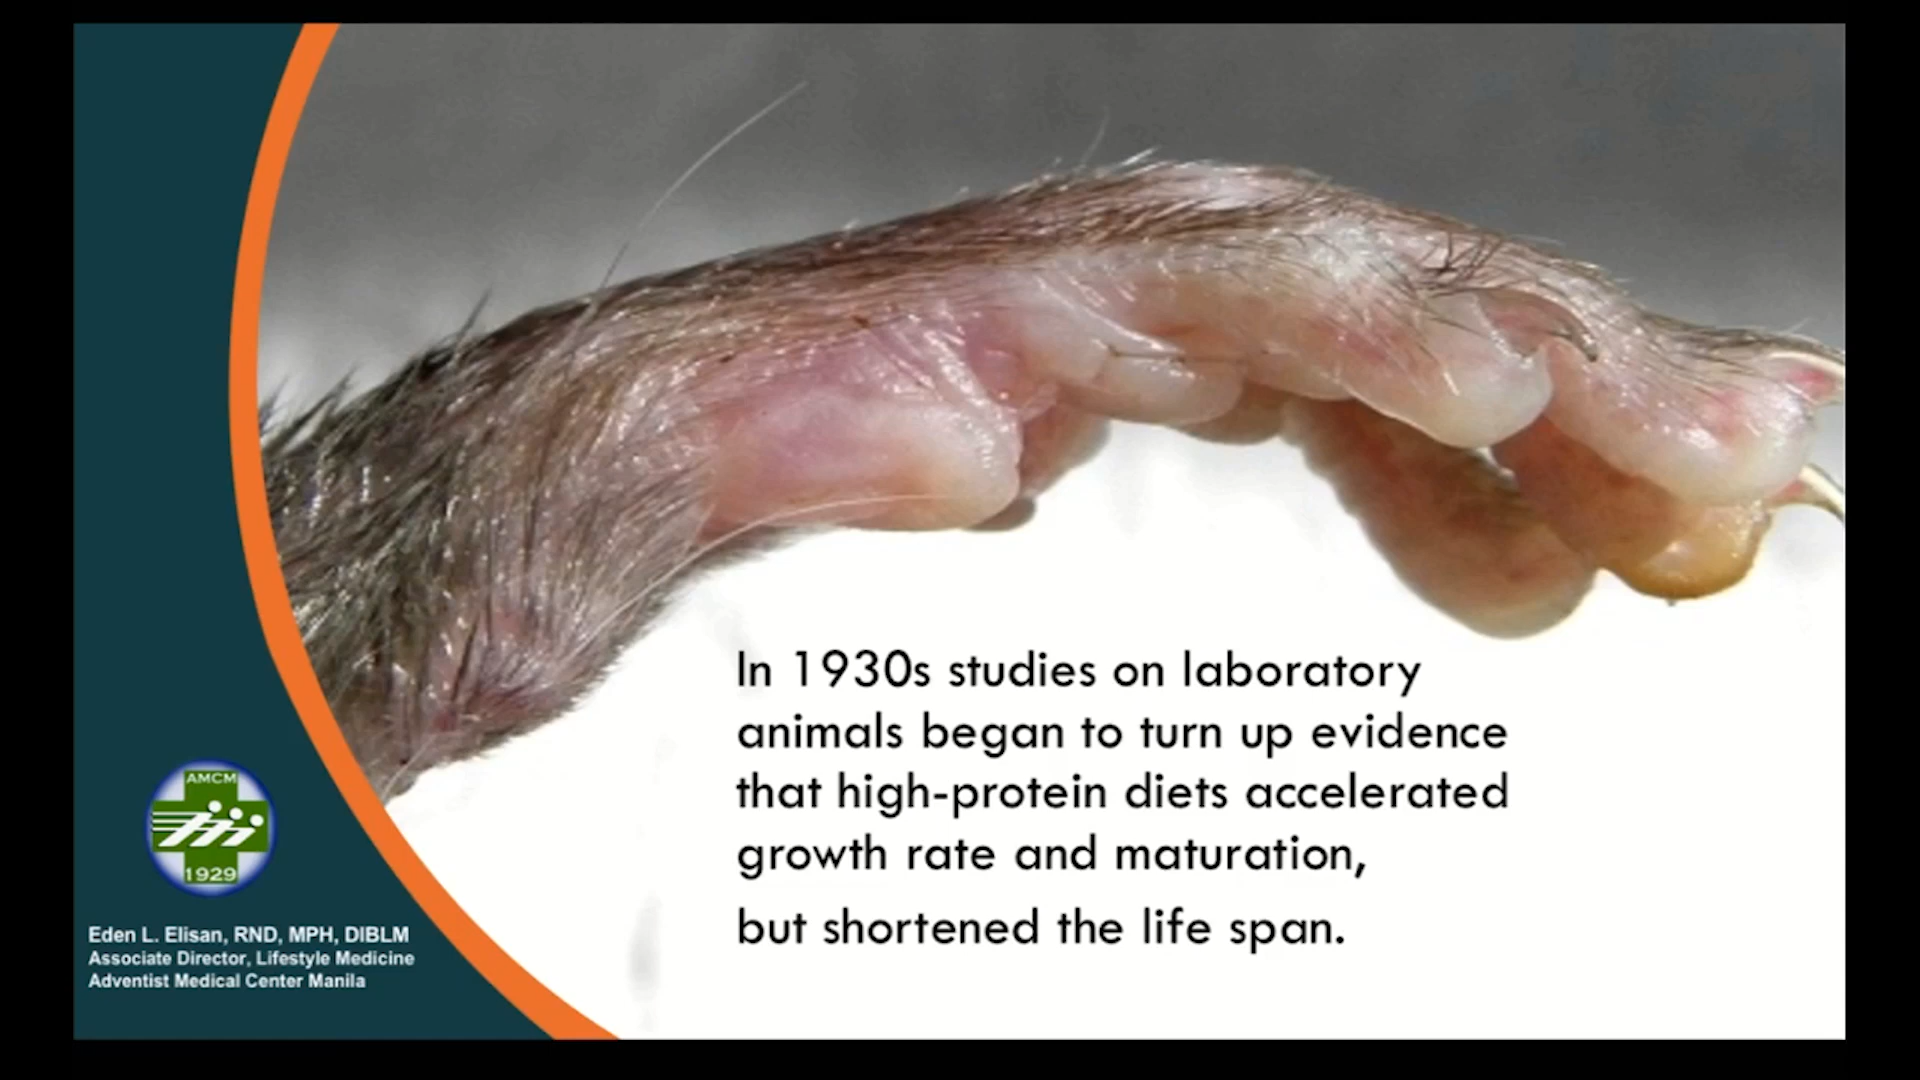 In 1930s studies on laboratory
animals began to turn up evidence
that high-protein diets accelerated
growth rate and maturation,
but shortened the life span.
AMCM
1929
Eden L. Elisan, RND, MPH, DIBLM
Associate Director, Lifestyle Medicine
Adventist Medical Center Manila